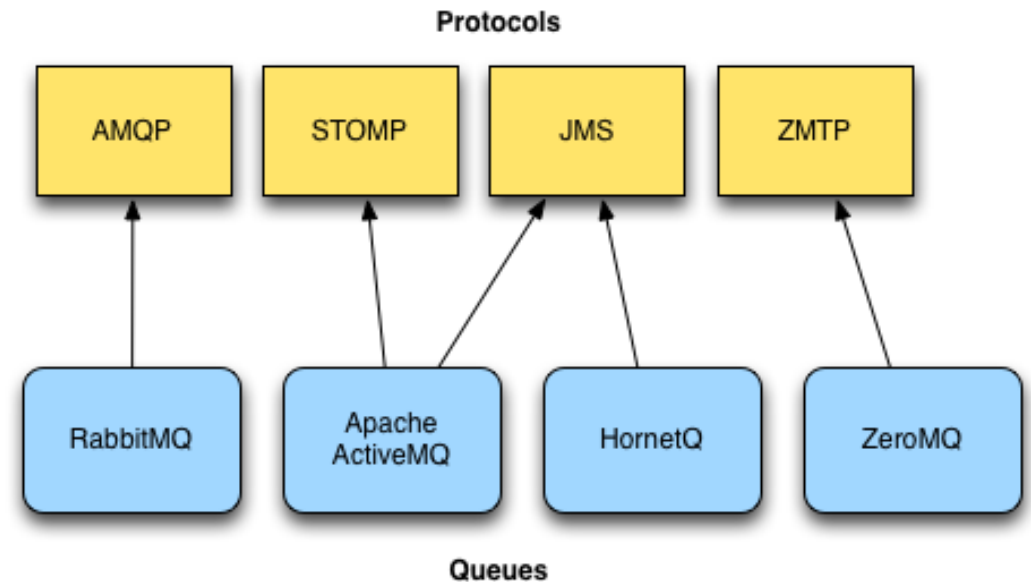 Protocols
AMQP
STOMP
JMS
ZMTP
RabbitMQ
Apache
ActiveMQ
HornetQ
ZeroMQ
Queues